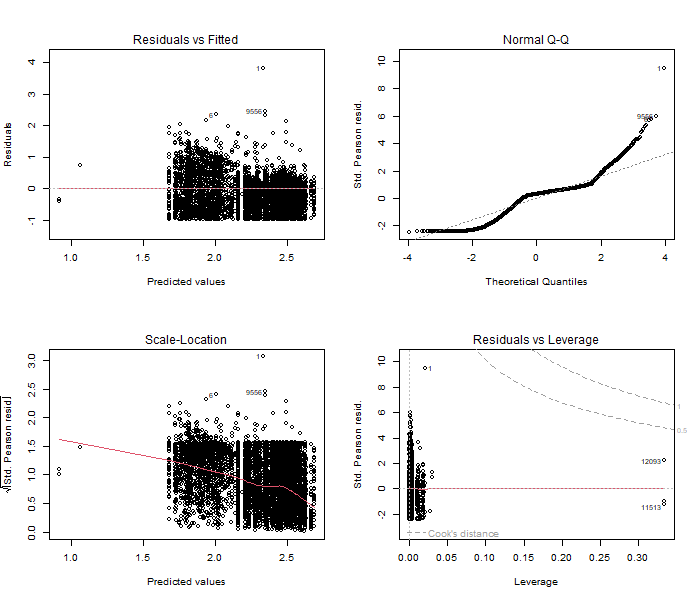 Residuals vs Fitted
Residuals
4
3
2
1
0
-1
1
9556
6
1.0 1.5 2.0 2.5
Predicted values
Normal Q-Q
Std. Pearson resid.
10
8
6
4
2
0
-2
1
-4 -2 0 2 4
Theoretical Quantiles
Scale-Location
√|Std. Pearson resid.|
3.0
2.5
2.0
1.5
1.0
0.5
0.0
1
9556
6
1.0 1.5 2.0 2.5
Predicted values
Residuals vs Leverage
Std. Pearson resid.
10
8
6
4
2
0
-2
1
1
0.5
12093
11513
Cook's distance
0.00 0.05 0.10 0.15 0.20 0.25 0.30
Leverage